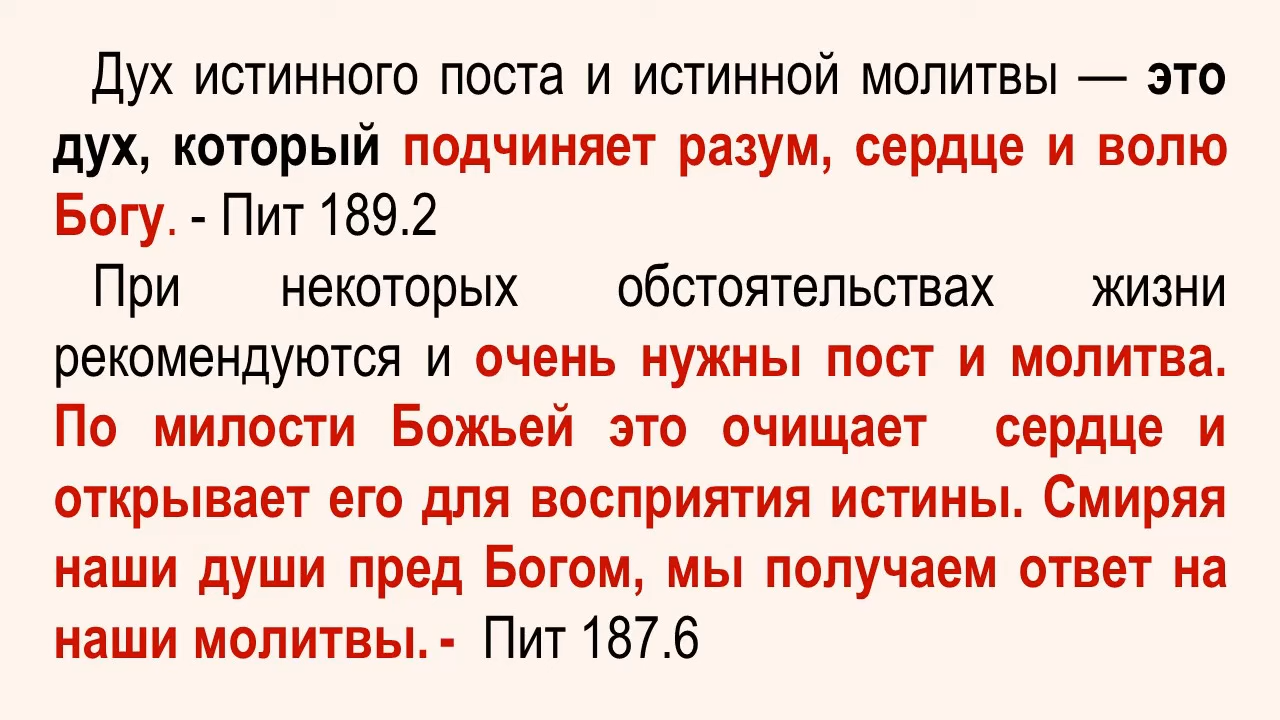 Дух истинного поста и истинной молитвы — это
дух, который подчиняет разум, сердце и волю
Богу. - Пит 189.2
При некоторых обстоятельствах жизни
рекомендуются и очень нужны пост и молитва.
По милости Божьей это очищает сердце и
открывает его для восприятия истины. Смиряя
наши души пред Богом, мы получаем ответ на
наши молитвы. - Пит 187.6